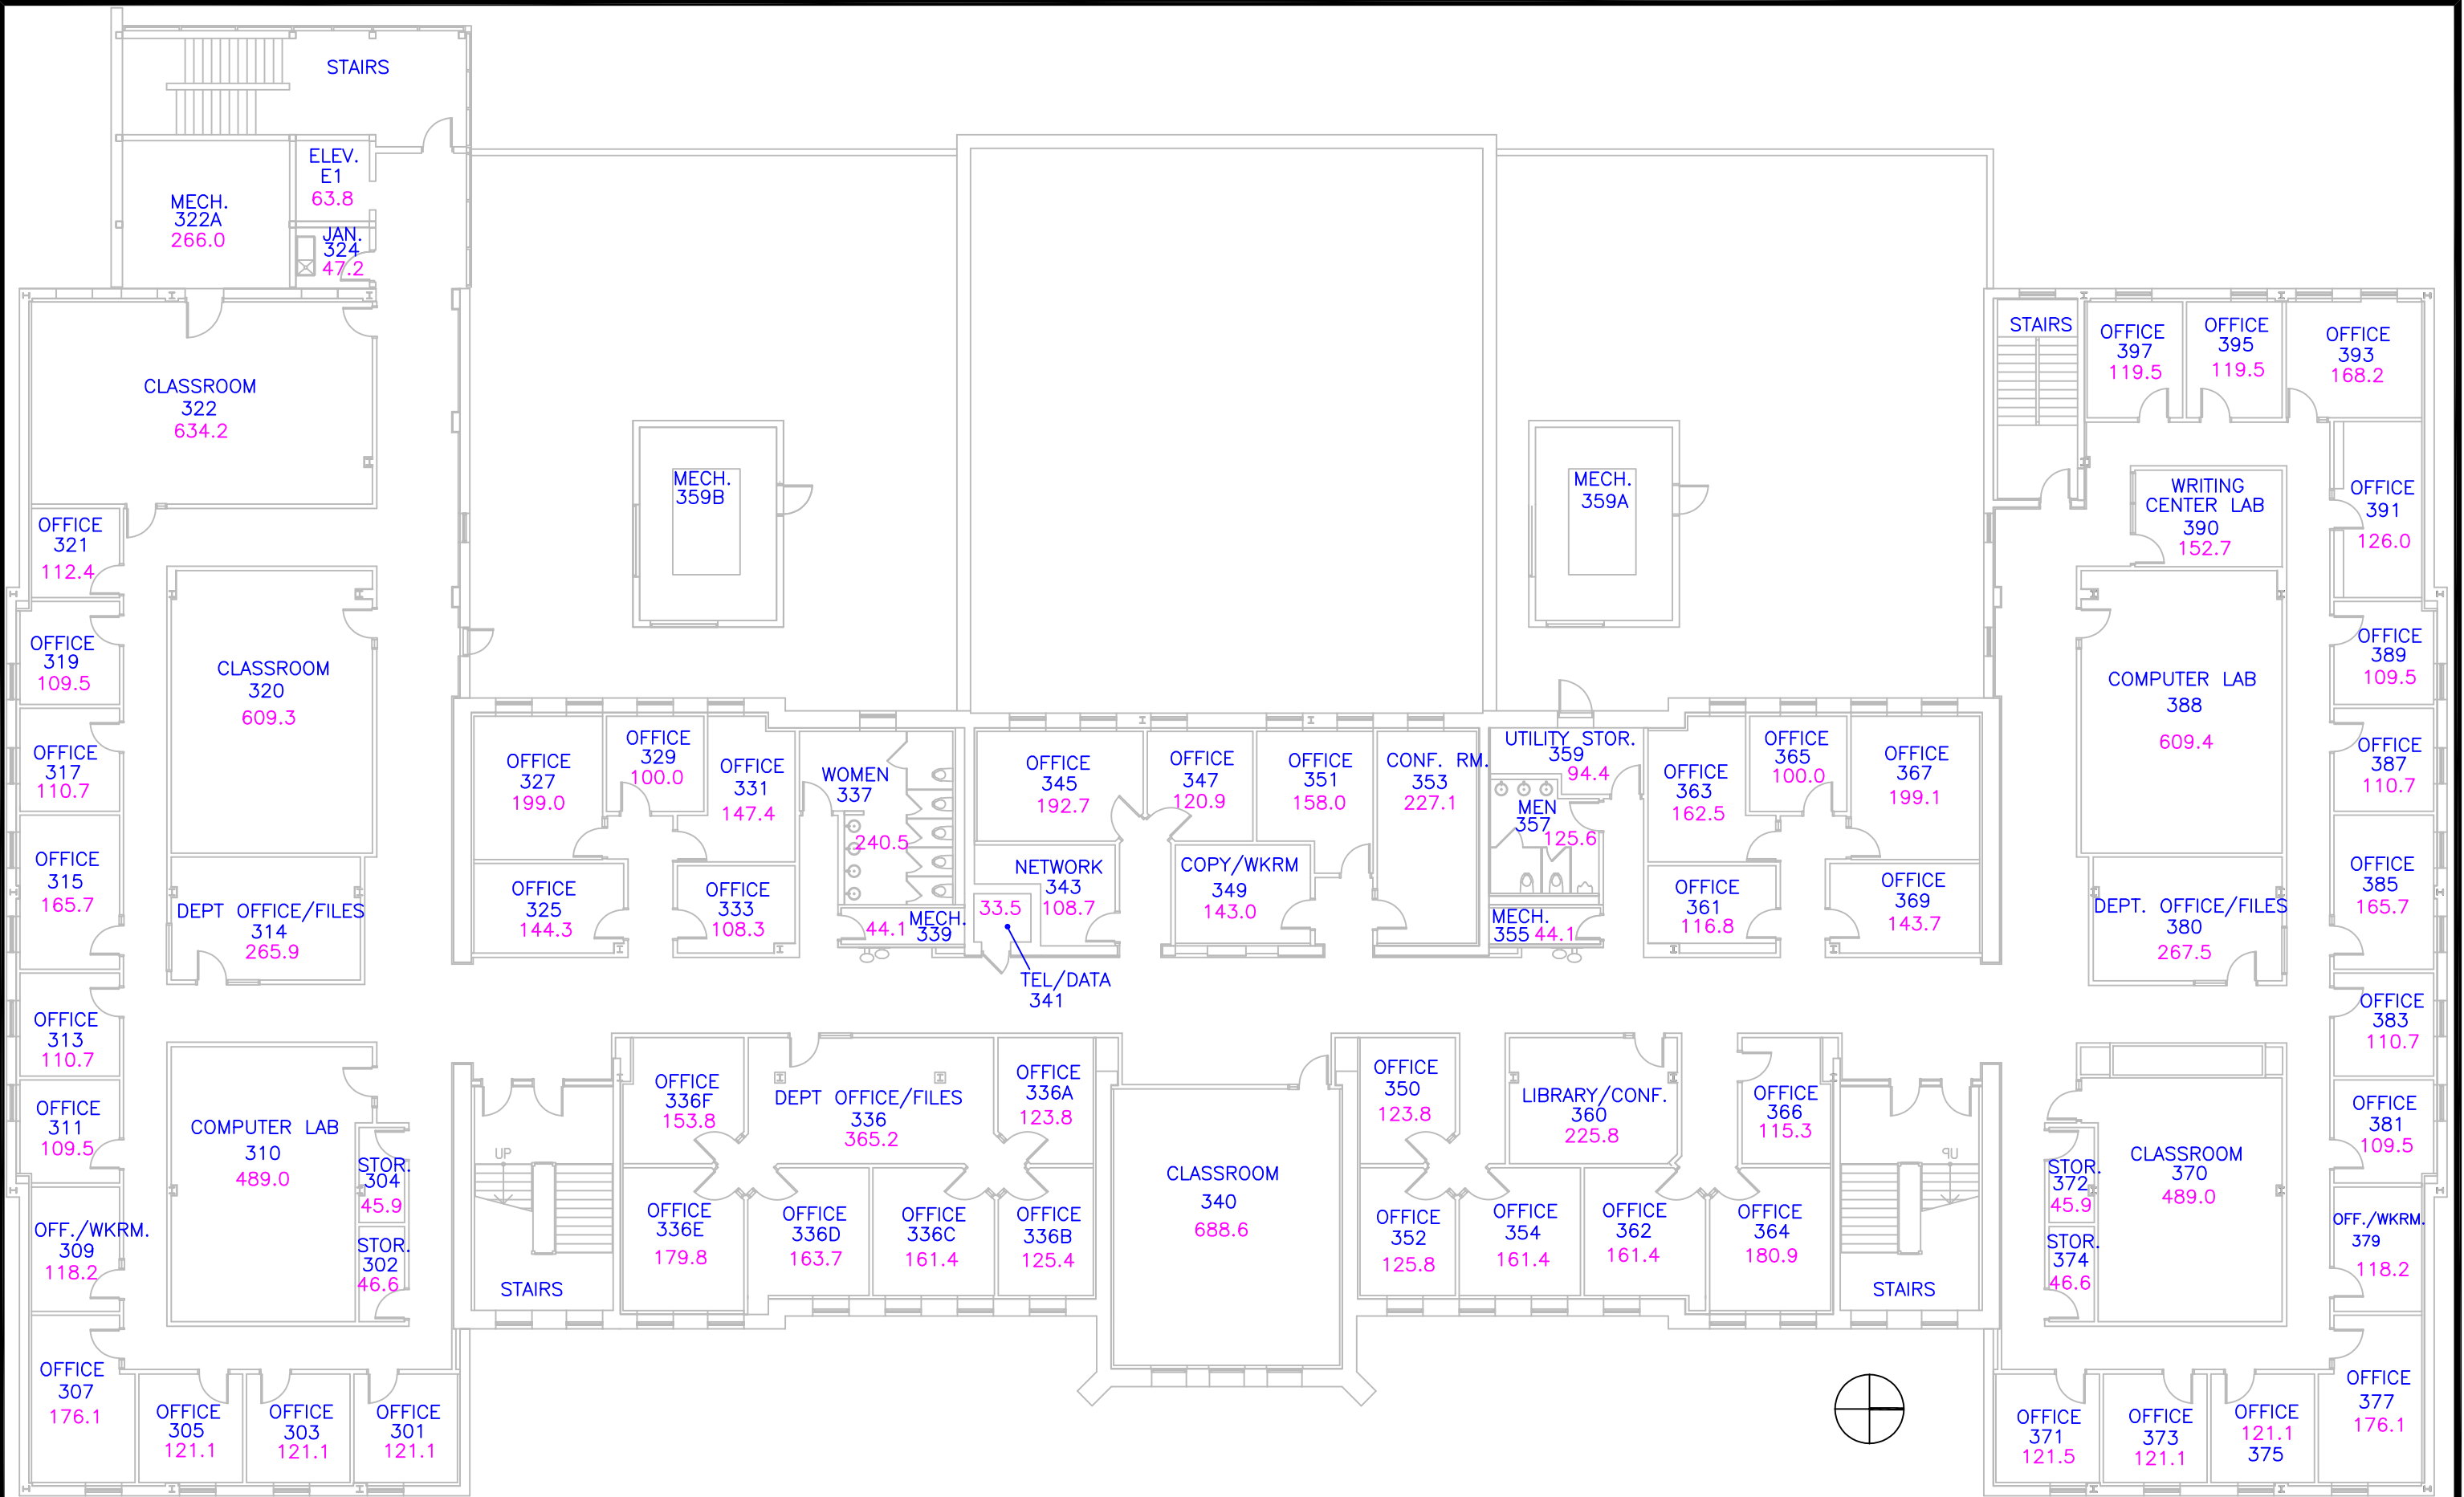 STAIRS
ELEV.
E1
63.8
MECH.
322A
266.0
JAN.
324
47.2
CLASSROOM
322
634.2
OFFICE
321
112.4
OFFICE
319
109.5
CLASSROOM
320
609.3
OFFICE
317
110.7
OFFICE
315
165.7
DEPT OFFICE/FILES
314
265.9
OFFICE
313
110.7
OFFICE
311
109.5
COMPUTER LAB
310
489.0
STOR.
304
45.9
STOR.
302
46.6
OFF./WKRM.
309
118.2
OFFICE
307
176.1
OFFICE
305
121.1
OFFICE
303
121.1
OFFICE
301
121.1
MECH.
359B
OFFICE
327
199.0
OFFICE
329
100.0
OFFICE
331
147.4
OFFICE
325
144.3
OFFICE
333
108.3
WOMEN
337
240.5
44.1
MECH.
339
OFFICE
345
192.7
OFFICE
347
120.9
OFFICE
351
158.0
CONF. RM.
353
227.1
NETWORK
343
108.7
33.5
TEL/DATA
341
COPY/WKRM
349
143.0
UTILITY STOR.
359
94.4
MEN
357
125.6
MECH.
355
44.1
MECH.
359A
OFFICE
363
162.5
OFFICE
365
100.0
OFFICE
367
199.1
OFFICE
361
116.8
OFFICE
369
143.7
UP
STAIRS
OFFICE
336F
153.8
DEPT OFFICE/FILES
336
365.2
OFFICE
336A
123.8
OFFICE
336E
179.8
OFFICE
336D
163.7
OFFICE
336C
161.4
OFFICE
336B
125.4
CLASSROOM
340
688.6
OFFICE
350
123.8
OFFICE
352
125.8
OFFICE
354
161.4
LIBRARY/CONF.
360
225.8
OFFICE
362
161.4
OFFICE
366
115.3
OFFICE
364
180.9
UP
STAIRS
STAIRS
OFFICE
397
119.5
OFFICE
395
119.5
OFFICE
393
168.2
WRITING
CENTER LAB
390
152.7
OFFICE
391
126.0
COMPUTER LAB
388
609.4
OFFICE
389
109.5
OFFICE
387
110.7
OFFICE
385
165.7
DEPT. OFFICE/FILES
380
267.5
OFFICE
383
110.7
OFFICE
381
109.5
CLASSROOM
370
489.0
STOR.
372
45.9
STOR.
374
46.6
OFF./WKRM.
379
118.2
OFFICE
377
176.1
OFFICE
371
121.5
OFFICE
373
121.1
OFFICE
121.1
375